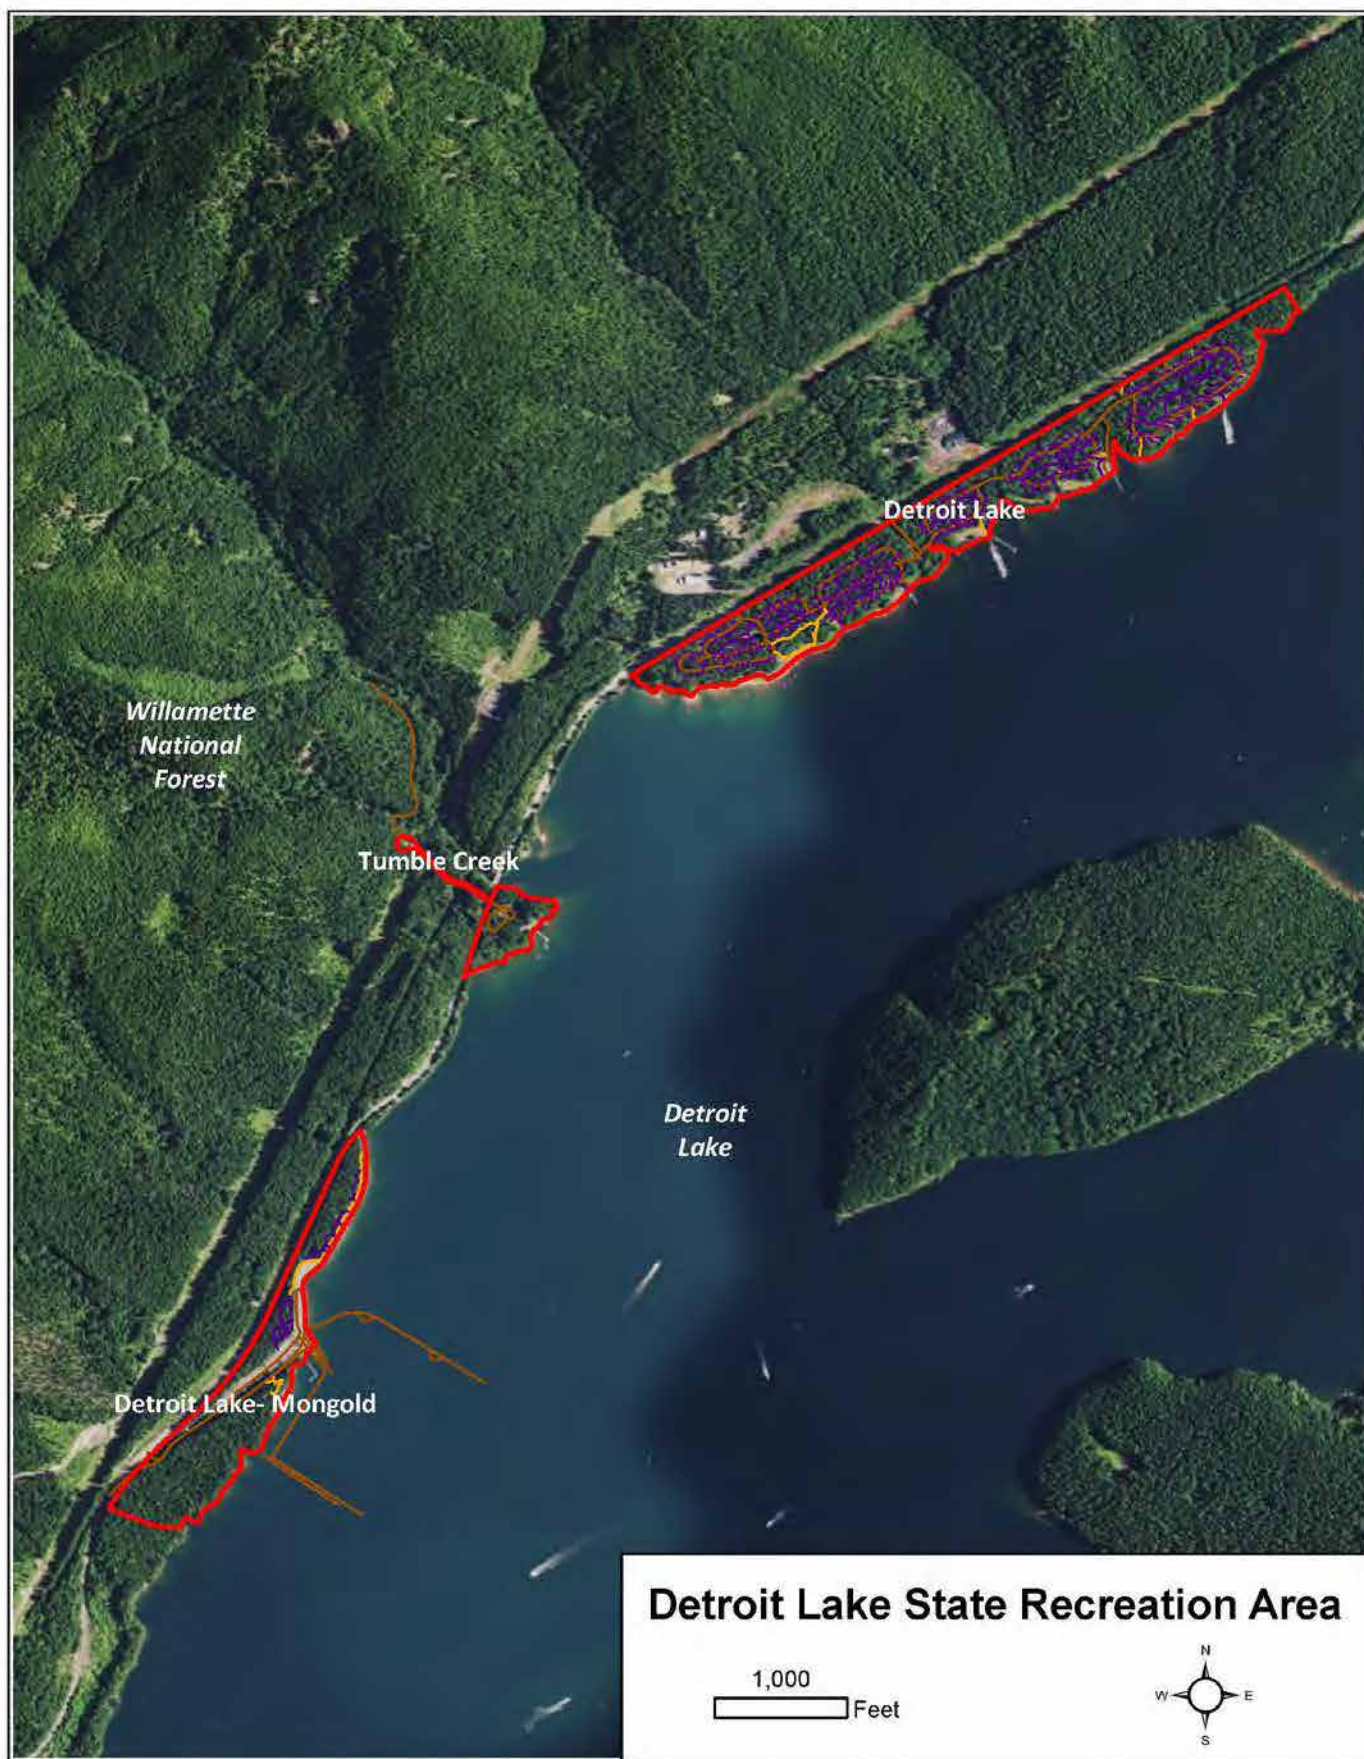 Detroit Lake
Willamette
National
Forest
Tumble Creek
Detroit
Lake
Detroit Lake- Mongold
Detroit Lake State Recreation Area
1,000
Feet
N
W
E
S